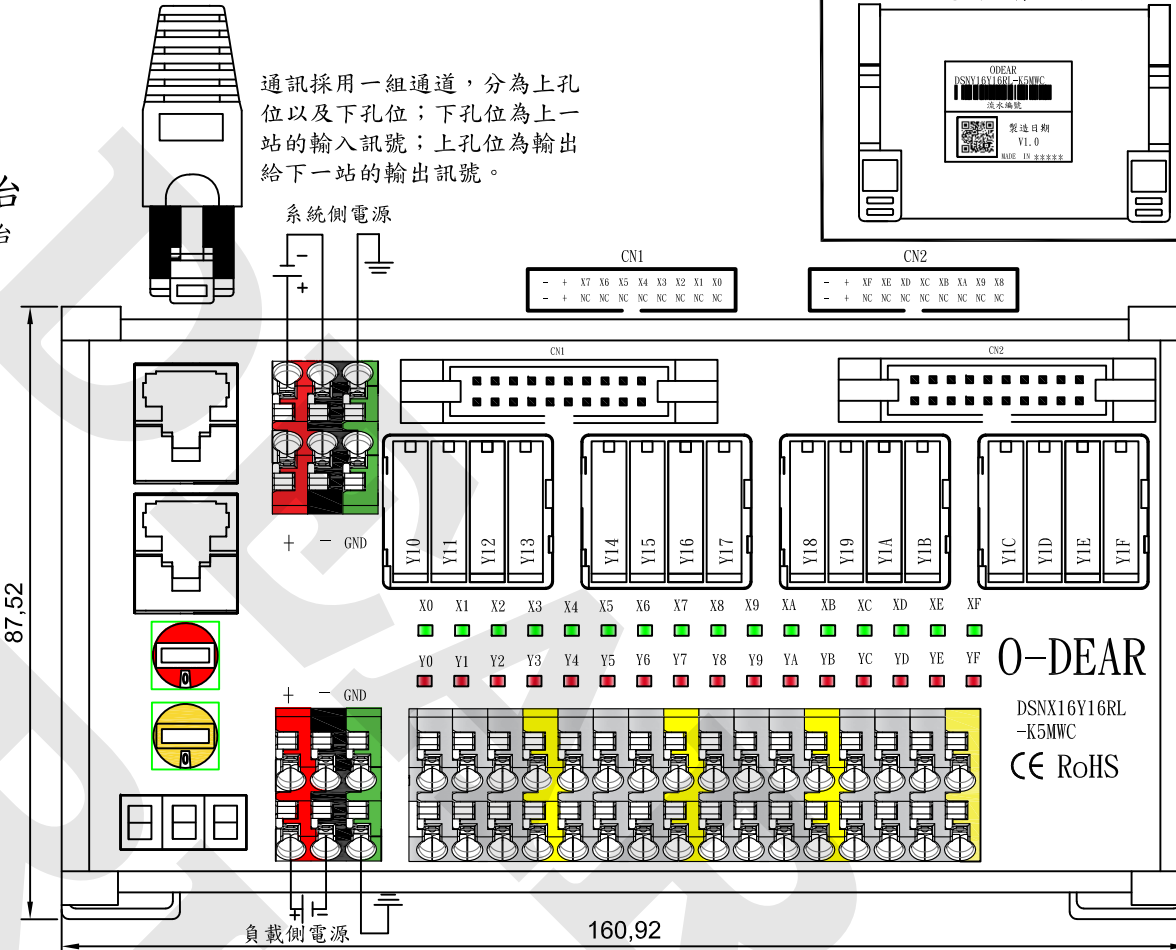 通訊採用一組通道，分為上孔
位以及下孔位；下孔位為上一
站的輸入訊號；上孔位為輸出
給下一站的輸出訊號。
ODEAR
DSNY16Y16RL-K5MWC
流水編號
製造日期
V1.0
MADE IN *****
台
系統側電源
－
+
CN1
- + X7 X6 X5 X4 X3 X2 X1 X0
- + NC NC NC NC NC NC NC NC
CN2
- + XF XE XD XC XB XA X9 X8
- + NC NC NC NC NC NC NC NC
CN1
CN2
+ － GND
Y10 Y11 Y12 Y13
Y14 Y15 Y16 Y17
Y18 Y19 Y1A Y1B
Y1C Y1D Y1E Y1F
X0 X1 X2 X3 X4 X5 X6 X7 X8 X9 XA XB XC XD XE XF
Y0 Y1 Y2 Y3 Y4 Y5 Y6 Y7 Y8 Y9 YA YB YC YD YE YF
O-DEAR
DSNX16Y16RL
-K5MWC
CE RoHS
0
0
+ － GND
+ －
負載側電源
87,52
160,92
DEAR